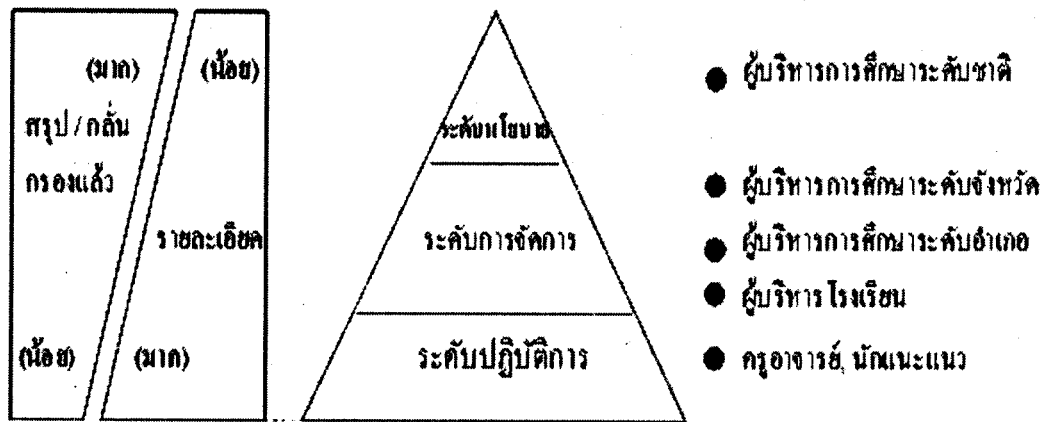 (มาก)
สรุป / กลั่น
กรองแล้ว
(น้อย)
(น้อย)
รายละเอียด
(มาก)
ระดับนโยบาย
ระดับการจัดการ
ระดับปฏิบัติการ
● ผู้บริหารการศึกษาระดับชาติ
● ผู้บริหารการศึกษาระดับจังหวัด
● ผู้บริหารการศึกษาระดับอำเภอ
● ผู้บริหารโรงเรียน
● ครูอาจารย์, นักแนะแนว